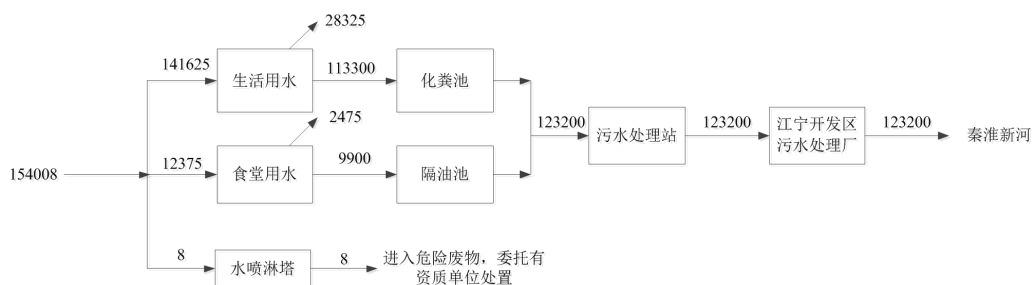 28325
141625
生活用水
113300
化粪池
2475
123200
污水处理站
123200
江宁开发区
污水处理厂
123200
秦淮新河
154008
12375
食堂用水
9900
隔油池
8
水喷淋塔
8
进入危险废物，委托有
资质单位处置